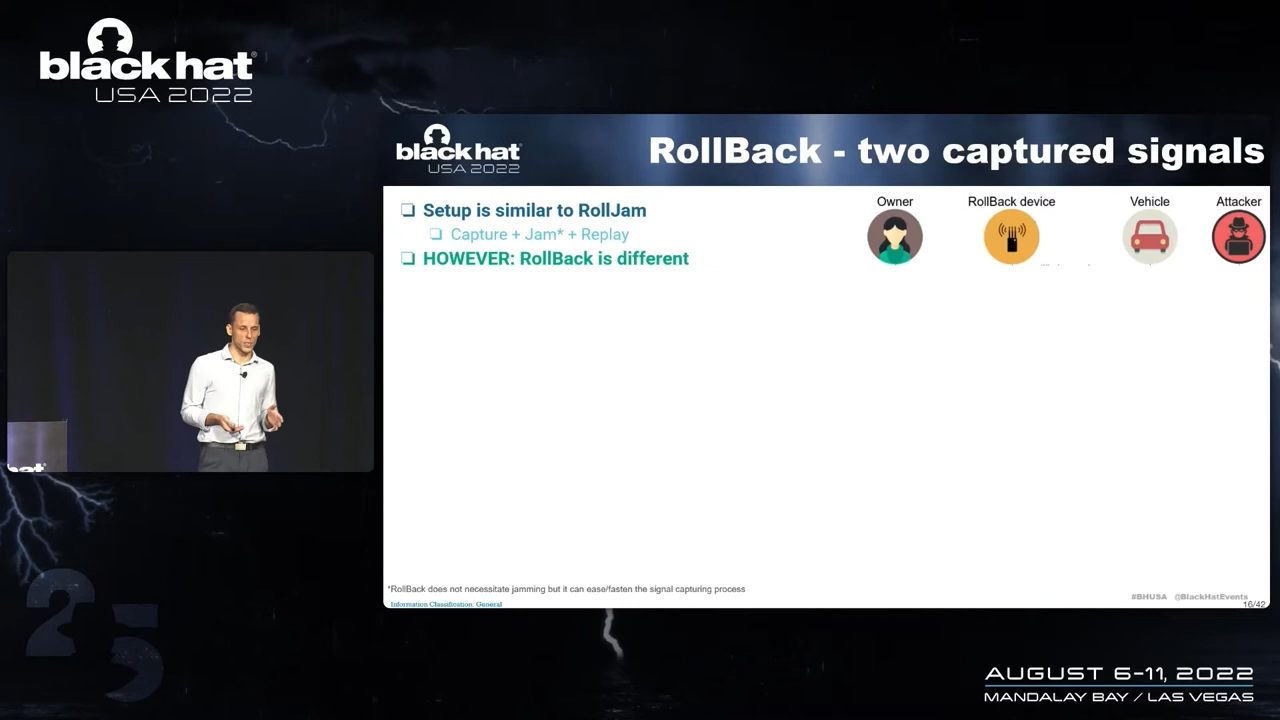 black hat®
USA 2022
black hat®
USA 2022
RollBack - two captured signals
Setup is similar to RollJam
Capture + Jam* + Replay
HOWEVER: RollBack is different
Owner
RollBack device
Vehicle
Attacker
*RollBack does not necessitate jamming but it can ease/fasten the signal capturing process
Information Classification: General
#BHUSA @BlackHatEvents
16/42
hat
25
AUGUST 6-11, 2022
MANDALAY BAY / LAS VEGAS